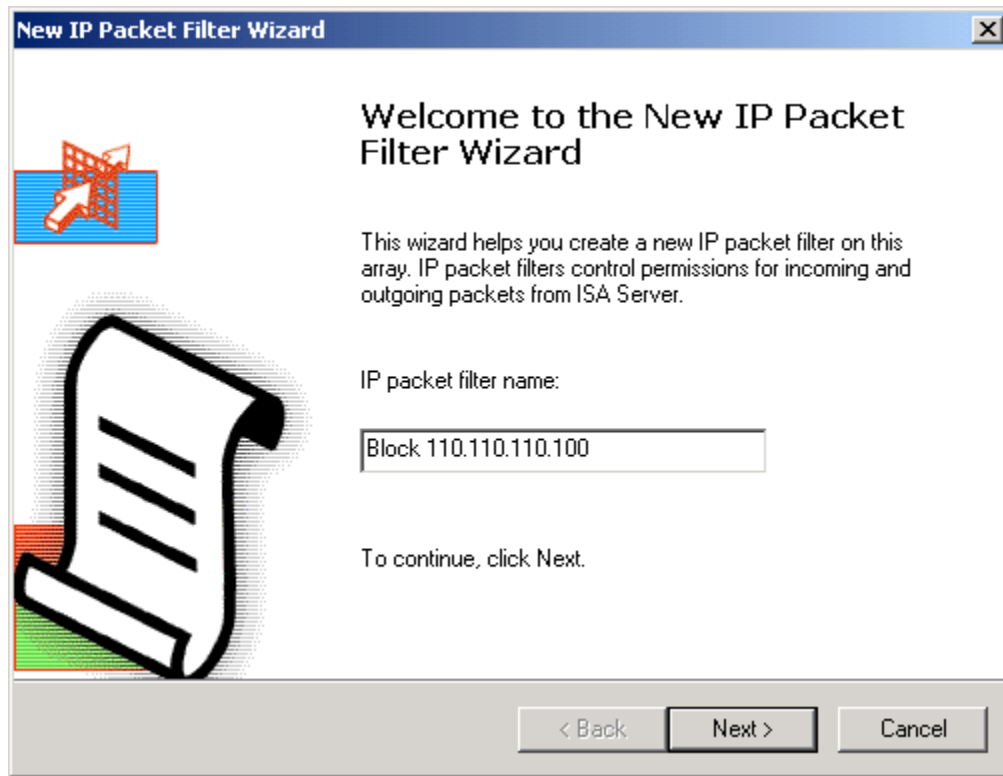 New IP Packet Filter Wizard
Welcome to the New IP Packet
Filter Wizard
This wizard helps you create a new IP packet filter on this
array. IP packet filters control permissions for incoming and
outgoing packets from ISA Server.
IP packet filter name:
Block 110.110.110.100
To continue, click Next.
< Back
Next >
Cancel